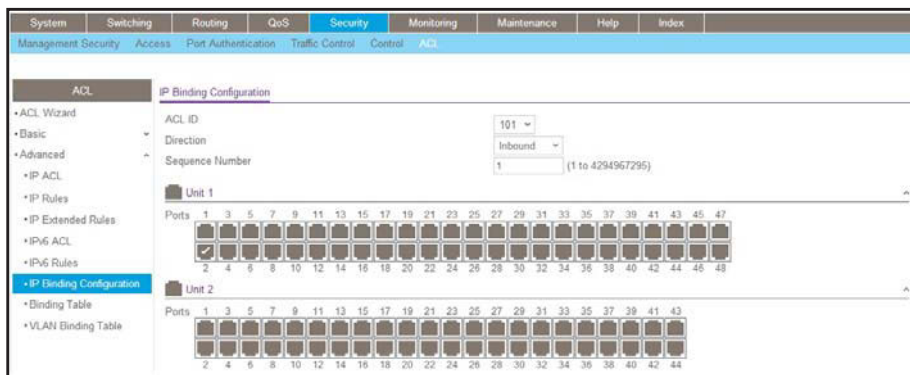 System Switching Routing QoS Security Monitoring Maintenance Help Index
Management Security Access Port Authentication Traffic Control Control ACL
ACL
• ACL Wizard
• Basic
• Advanced
• IP ACL
• IP Rules
• IP Extended Rules
• IPv6 ACL
• IPv6 Rules
• IP Binding Configuration
• Binding Table
• VLAN Binding Table
IP Binding Configuration
ACL ID 101
Direction Inbound
Sequence Number 1 (1 to 4294967295)
Unit 1
Ports 1 3 5 7 9 11 13 15 17 19 21 23 25 27 29 31 33 35 37 39 41 43 45 47
2 4 6 8 10 12 14 16 18 20 22 24 26 28 30 32 34 36 38 40 42 44 46 48
Unit 2
Ports 1 3 5 7 9 11 13 15 17 19 21 23 25 27 29 31 33 35 37 39 41 43
2 4 6 8 10 12 14 16 18 20 22 24 26 28 30 32 34 36 38 40 42 44